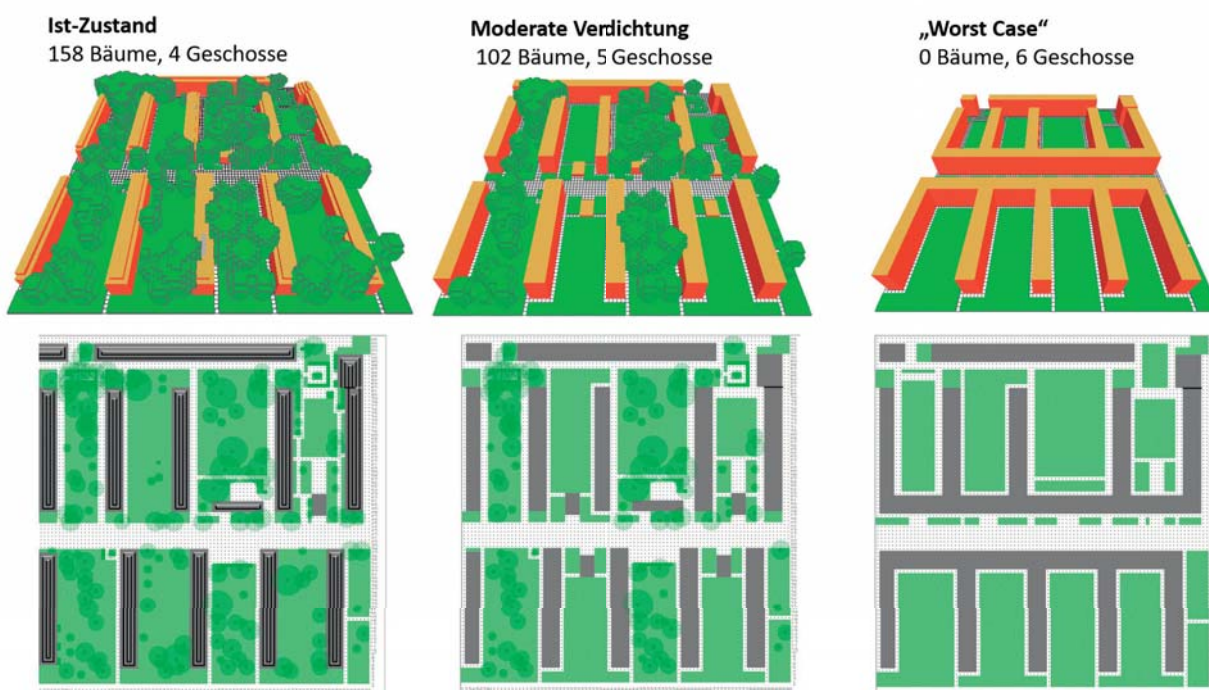 Ist-Zustand
158 Bäume, 4 Geschosse
Moderate Verdichtung
102 Bäume, 5 Geschosse
„Worst Case“
0 Bäume, 6 Geschosse